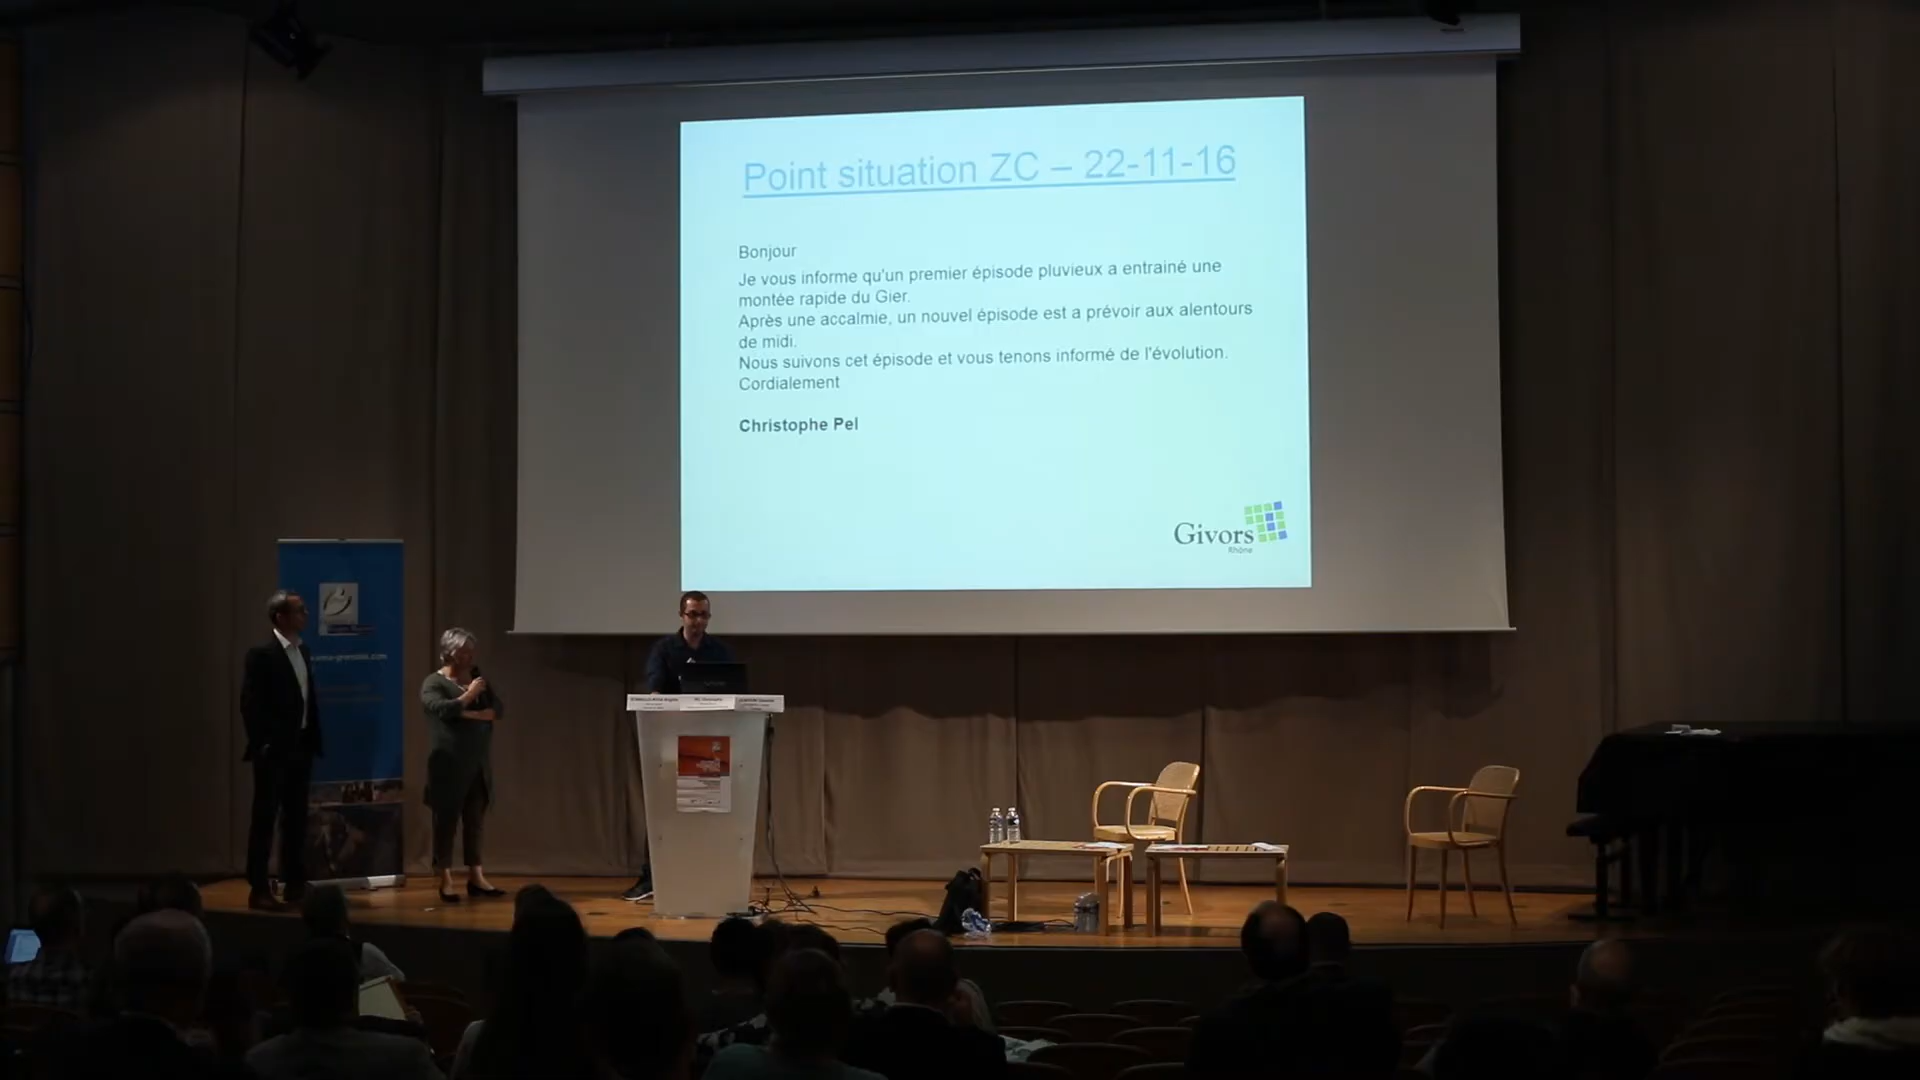 Point situation ZC – 22-11-16
Bonjour
Je vous informe qu'un premier épisode pluvieux a entrainé une
montée rapide du Gier.
Après une accalmie, un nouvel épisode est a prévoir aux alentours
de midi.
Nous suivons cet épisode et vous tenons informé de l'évolution.
Cordialement
Christophe Pel
Givors
Rhône